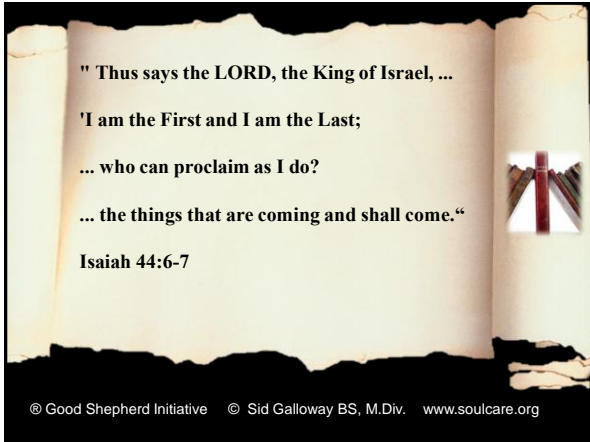 " Thus says the LORD, the King of Israel, ...
'I am the First and I am the Last;
... who can proclaim as I do?
... the things that are coming and shall come.“
Isaiah 44:6-7
® Good Shepherd Initiative © Sid Galloway BS, M.Div. www.soulcare.org